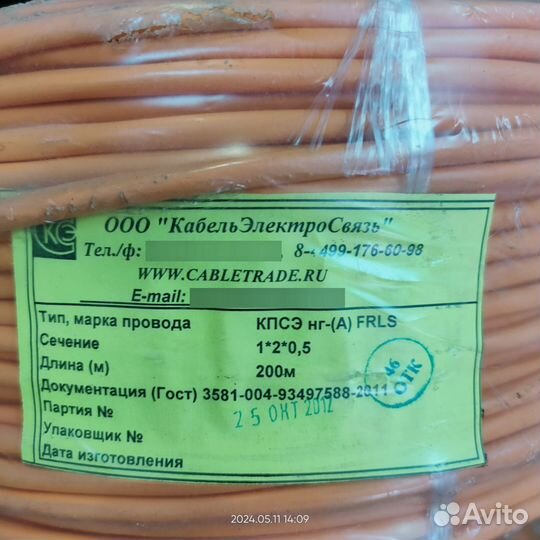 КЭС
ООО "КабельЭлектроСвязь"
Тел./ф: 8-499-176-60-98
WWW.CABLETRADE.RU
E-mail:
Тип, марка провода КПСЭ нг-(А) FRLS
Сечение 1*2*0,5
Длина (м) 200м
Документация (Гост) 3581-004-93497588-2011
Партия № 25 ОКТ 2012
Упаковщик №
Дата изготовления
46
ОТК
2024.05.11 14:09
Avito